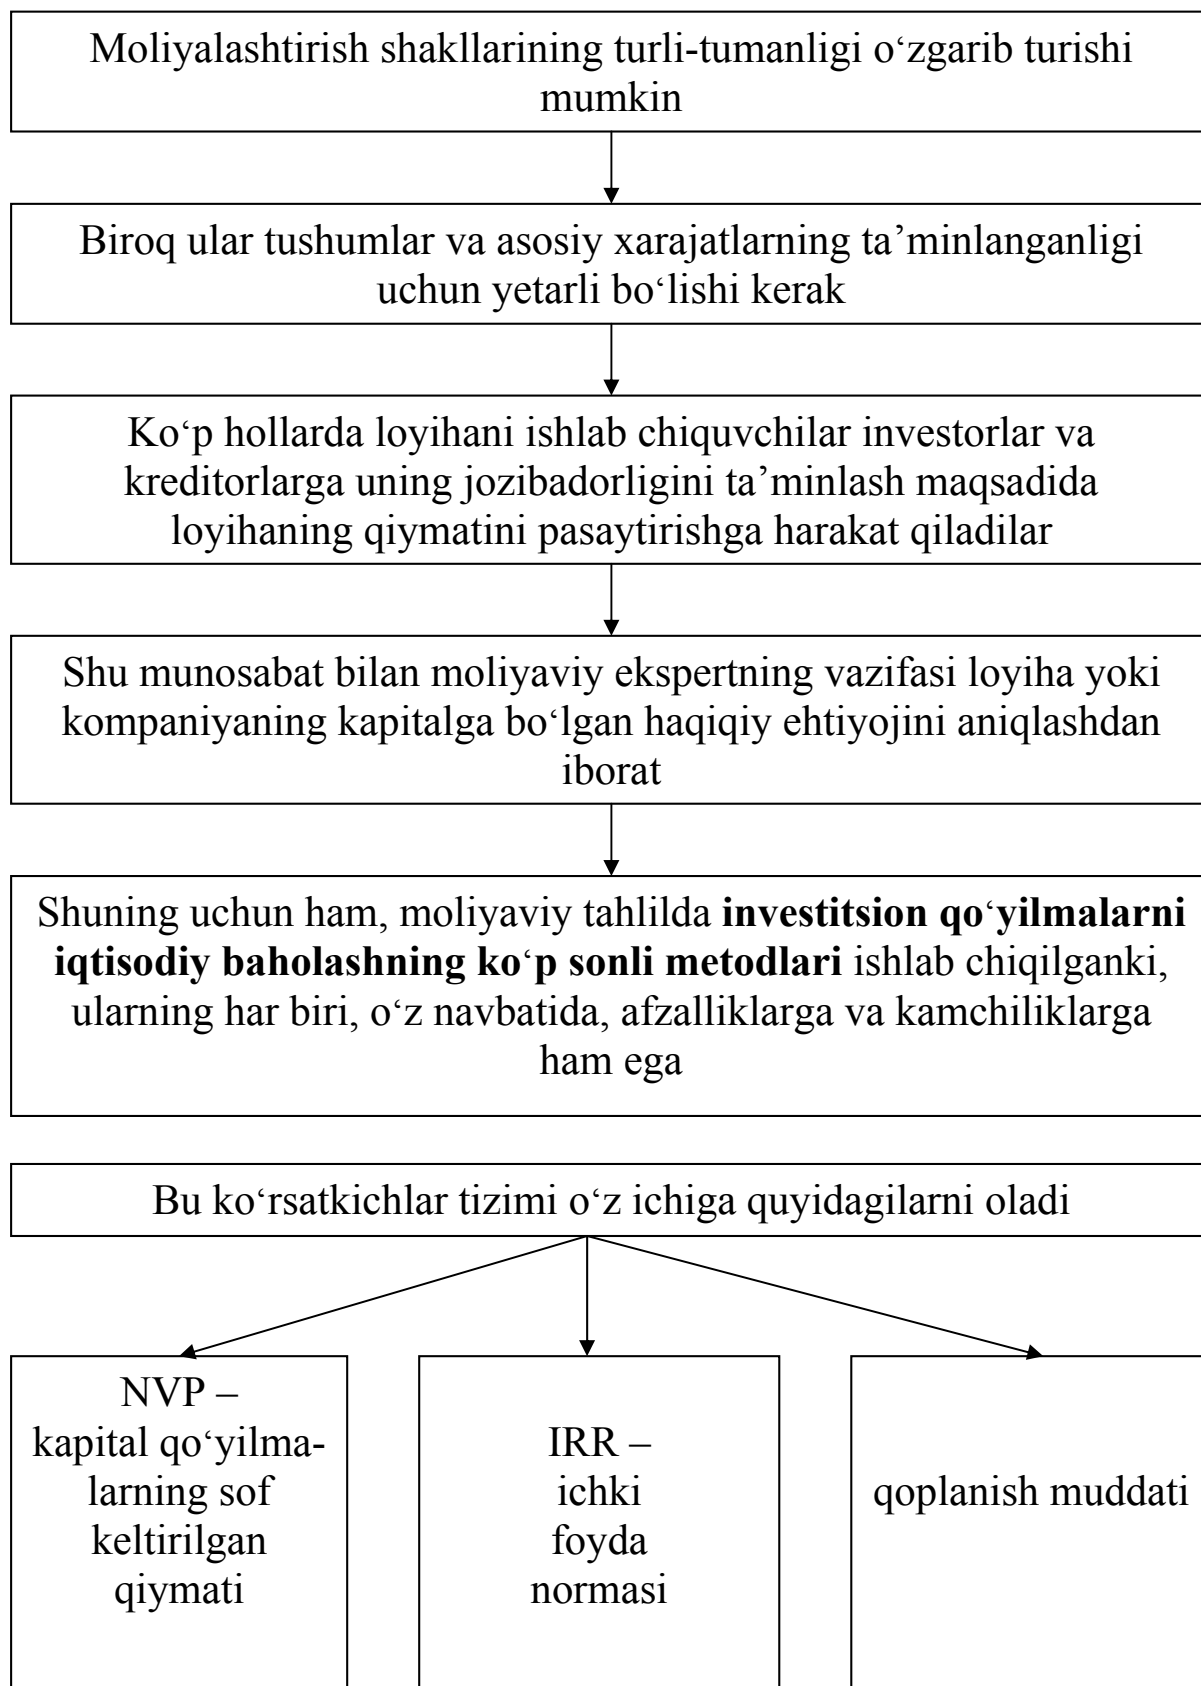 Moliyalashtirish shakllarining turli-tumanligi o‘zgarib turishi
mumkin
Biroq ular tushumlar va asosiy xarajatlarning ta’minlanganligi
uchun yetarli bo‘lishi kerak
Ko‘p hollarda loyihani ishlab chiquvchilar investorlar va
kreditorlarga uning jozibadorligini ta’minlash maqsadida
loyihaning qiymatini pasaytirishga harakat qiladilar
Shu munosabat bilan moliyaviy ekspertning vazifasi loyiha yoki
kompaniyaning kapitalga bo‘lgan haqiqiy ehtiyojini aniqlashdan
iborat
Shuning uchun ham, moliyaviy tahlilda investitsion qo‘yilmalarni
iqtisodiy baholashning ko‘p sonli metodlari ishlab chiqilganki,
ularning har biri, o‘z navbatida, afzalliklarga va kamchiliklarga
ham ega
Bu ko‘rsatkichlar tizimi o‘z ichiga quyidagilarni oladi
NVP –
kapital qo‘yilma-
larning sof
keltirilgan
qiymati
IRR –
ichki
foyda
normasi
qoplanish muddati